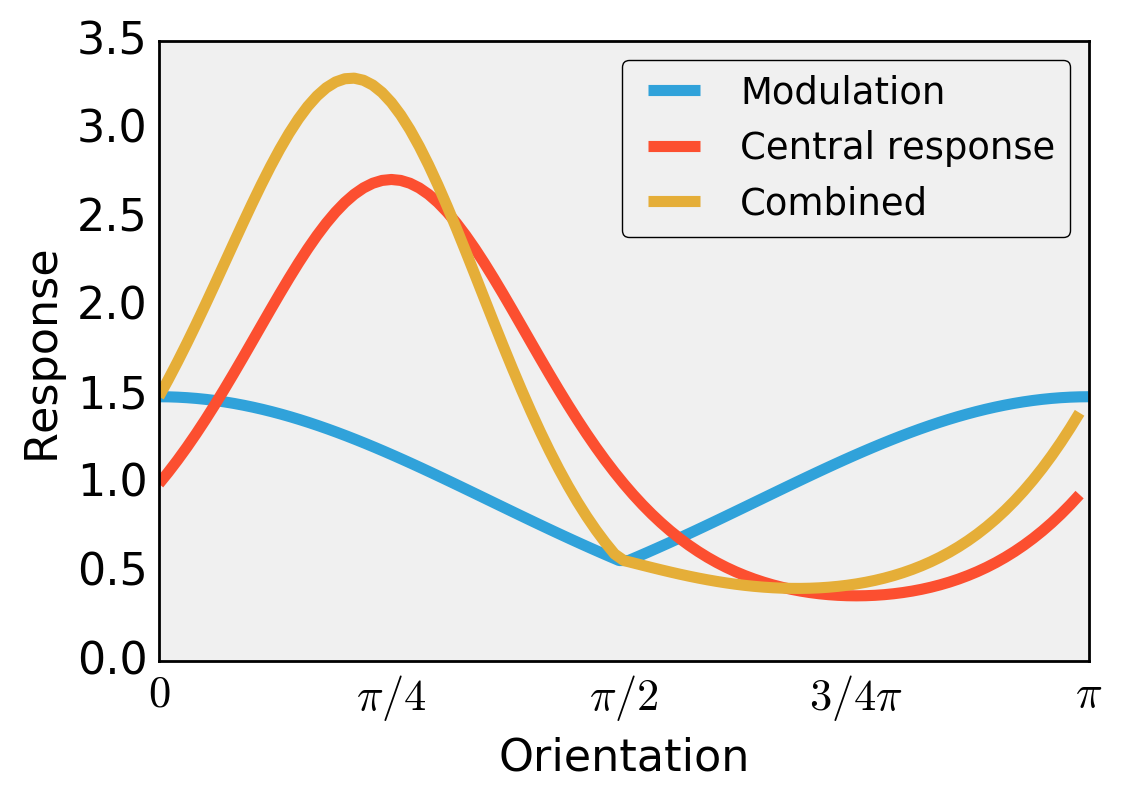 3.5
3.0
2.5
2.0
1.5
1.0
0.5
0.0
Response
Modulation
Central response
Combined
0 π/4 π/2 3/4π π
Orientation